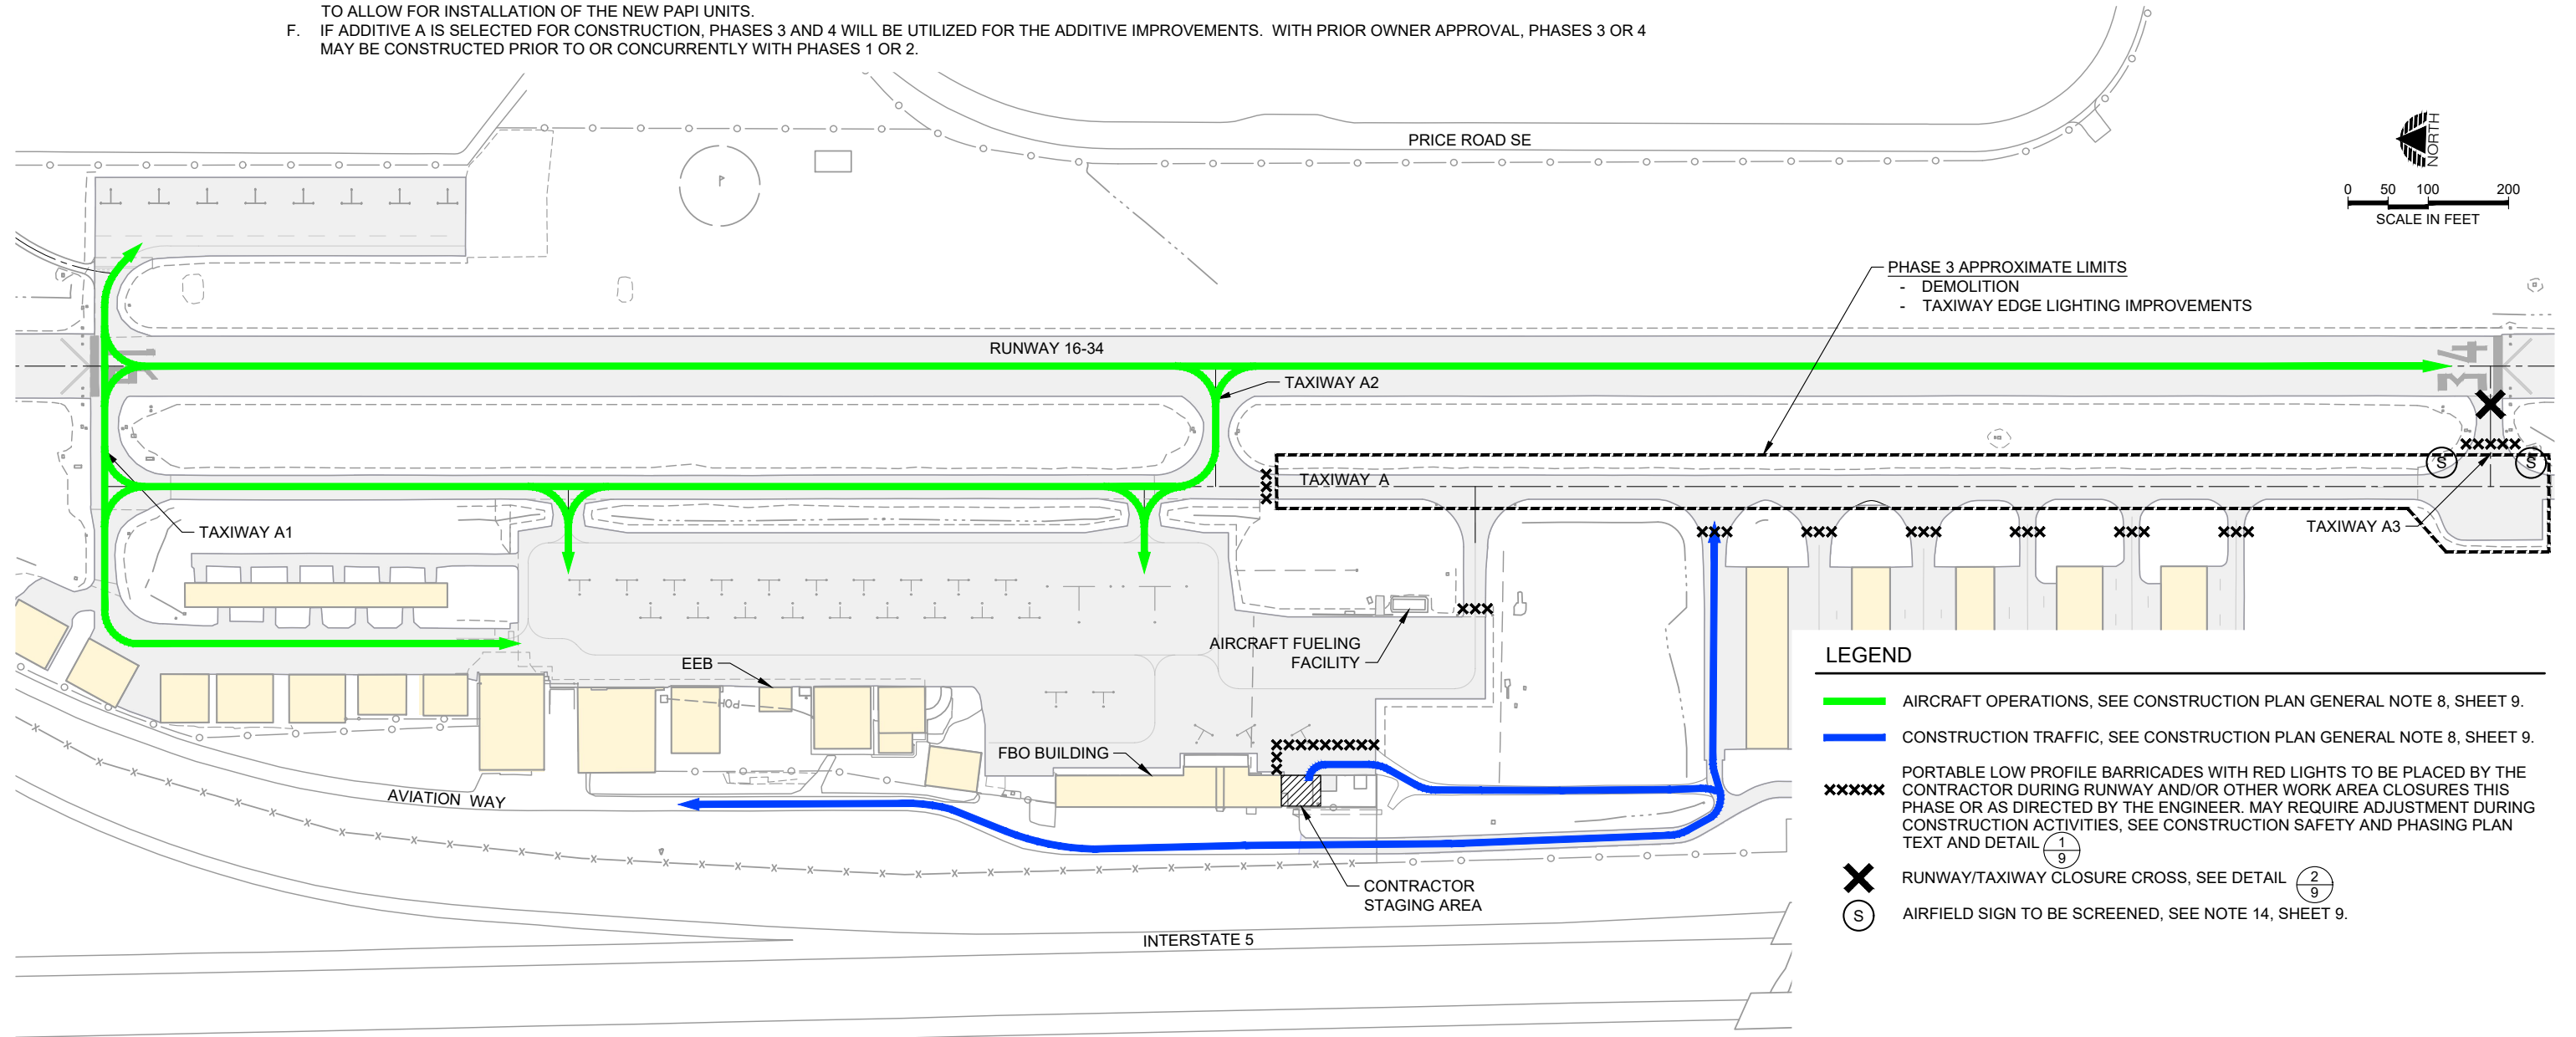 TO ALLOW FOR INSTALLATION OF THE NEW PAPI UNITS.
F. IF ADDITIVE A IS SELECTED FOR CONSTRUCTION, PHASES 3 AND 4 WILL BE UTILIZED FOR THE ADDITIVE IMPROVEMENTS. WITH PRIOR OWNER APPROVAL, PHASES 3 OR 4
MAY BE CONSTRUCTED PRIOR TO OR CONCURRENTLY WITH PHASES 1 OR 2.
PRICE ROAD SE
NORTH
0 50 100 200
SCALE IN FEET
PHASE 3 APPROXIMATE LIMITS
- DEMOLITION
- TAXIWAY EDGE LIGHTING IMPROVEMENTS
RUNWAY 16-34
34
TAXIWAY A2
S
S
TAXIWAY A
TAXIWAY A1
TAXIWAY A3
AIRCRAFT FUELING
FACILITY
EEB
FBO BUILDING
AVIATION WAY
CONTRACTOR
STAGING AREA
INTERSTATE 5
LEGEND
AIRCRAFT OPERATIONS, SEE CONSTRUCTION PLAN GENERAL NOTE 8, SHEET 9.
CONSTRUCTION TRAFFIC, SEE CONSTRUCTION PLAN GENERAL NOTE 8, SHEET 9.
PORTABLE LOW PROFILE BARRICADES WITH RED LIGHTS TO BE PLACED BY THE
CONTRACTOR DURING RUNWAY AND/OR OTHER WORK AREA CLOSURES THIS
PHASE OR AS DIRECTED BY THE ENGINEER. MAY REQUIRE ADJUSTMENT DURING
CONSTRUCTION ACTIVITIES, SEE CONSTRUCTION SAFETY AND PHASING PLAN
TEXT AND DETAIL 1
9
RUNWAY/TAXIWAY CLOSURE CROSS, SEE DETAIL 2
9
S AIRFIELD SIGN TO BE SCREENED, SEE NOTE 14, SHEET 9.